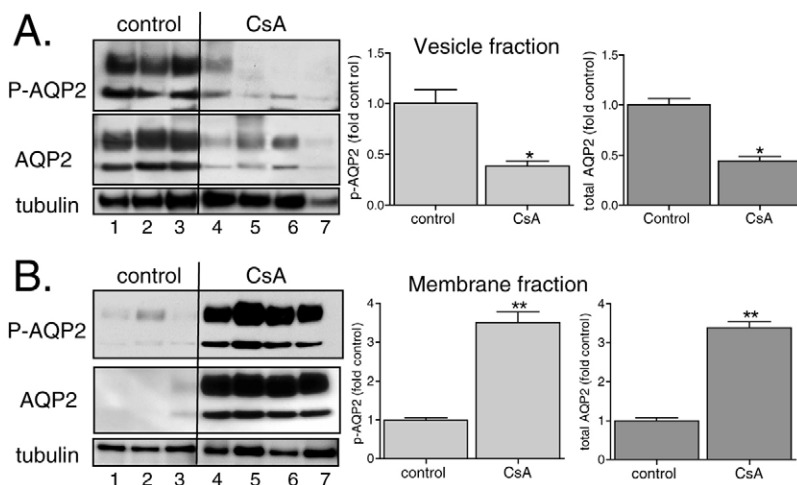 A.
control CsA
P-AQP2
AQP2
tubulin
1 2 3 4 5 6 7
Vesicle fraction
p-AQP2 (fold control)
1.5
1.0
0.5
0.0
*
control CsA
total AQP2 (fold control)
1.5
1.0
0.5
0.0
*
Control CsA
B.
control CsA
P-AQP2
AQP2
tubulin
1 2 3 4 5 6 7
Membrane fraction
p-AQP2 (fold control)
4
3
2
1
0
**
control CsA
total AQP2 (fold control)
4
3
2
1
0
**
control CsA